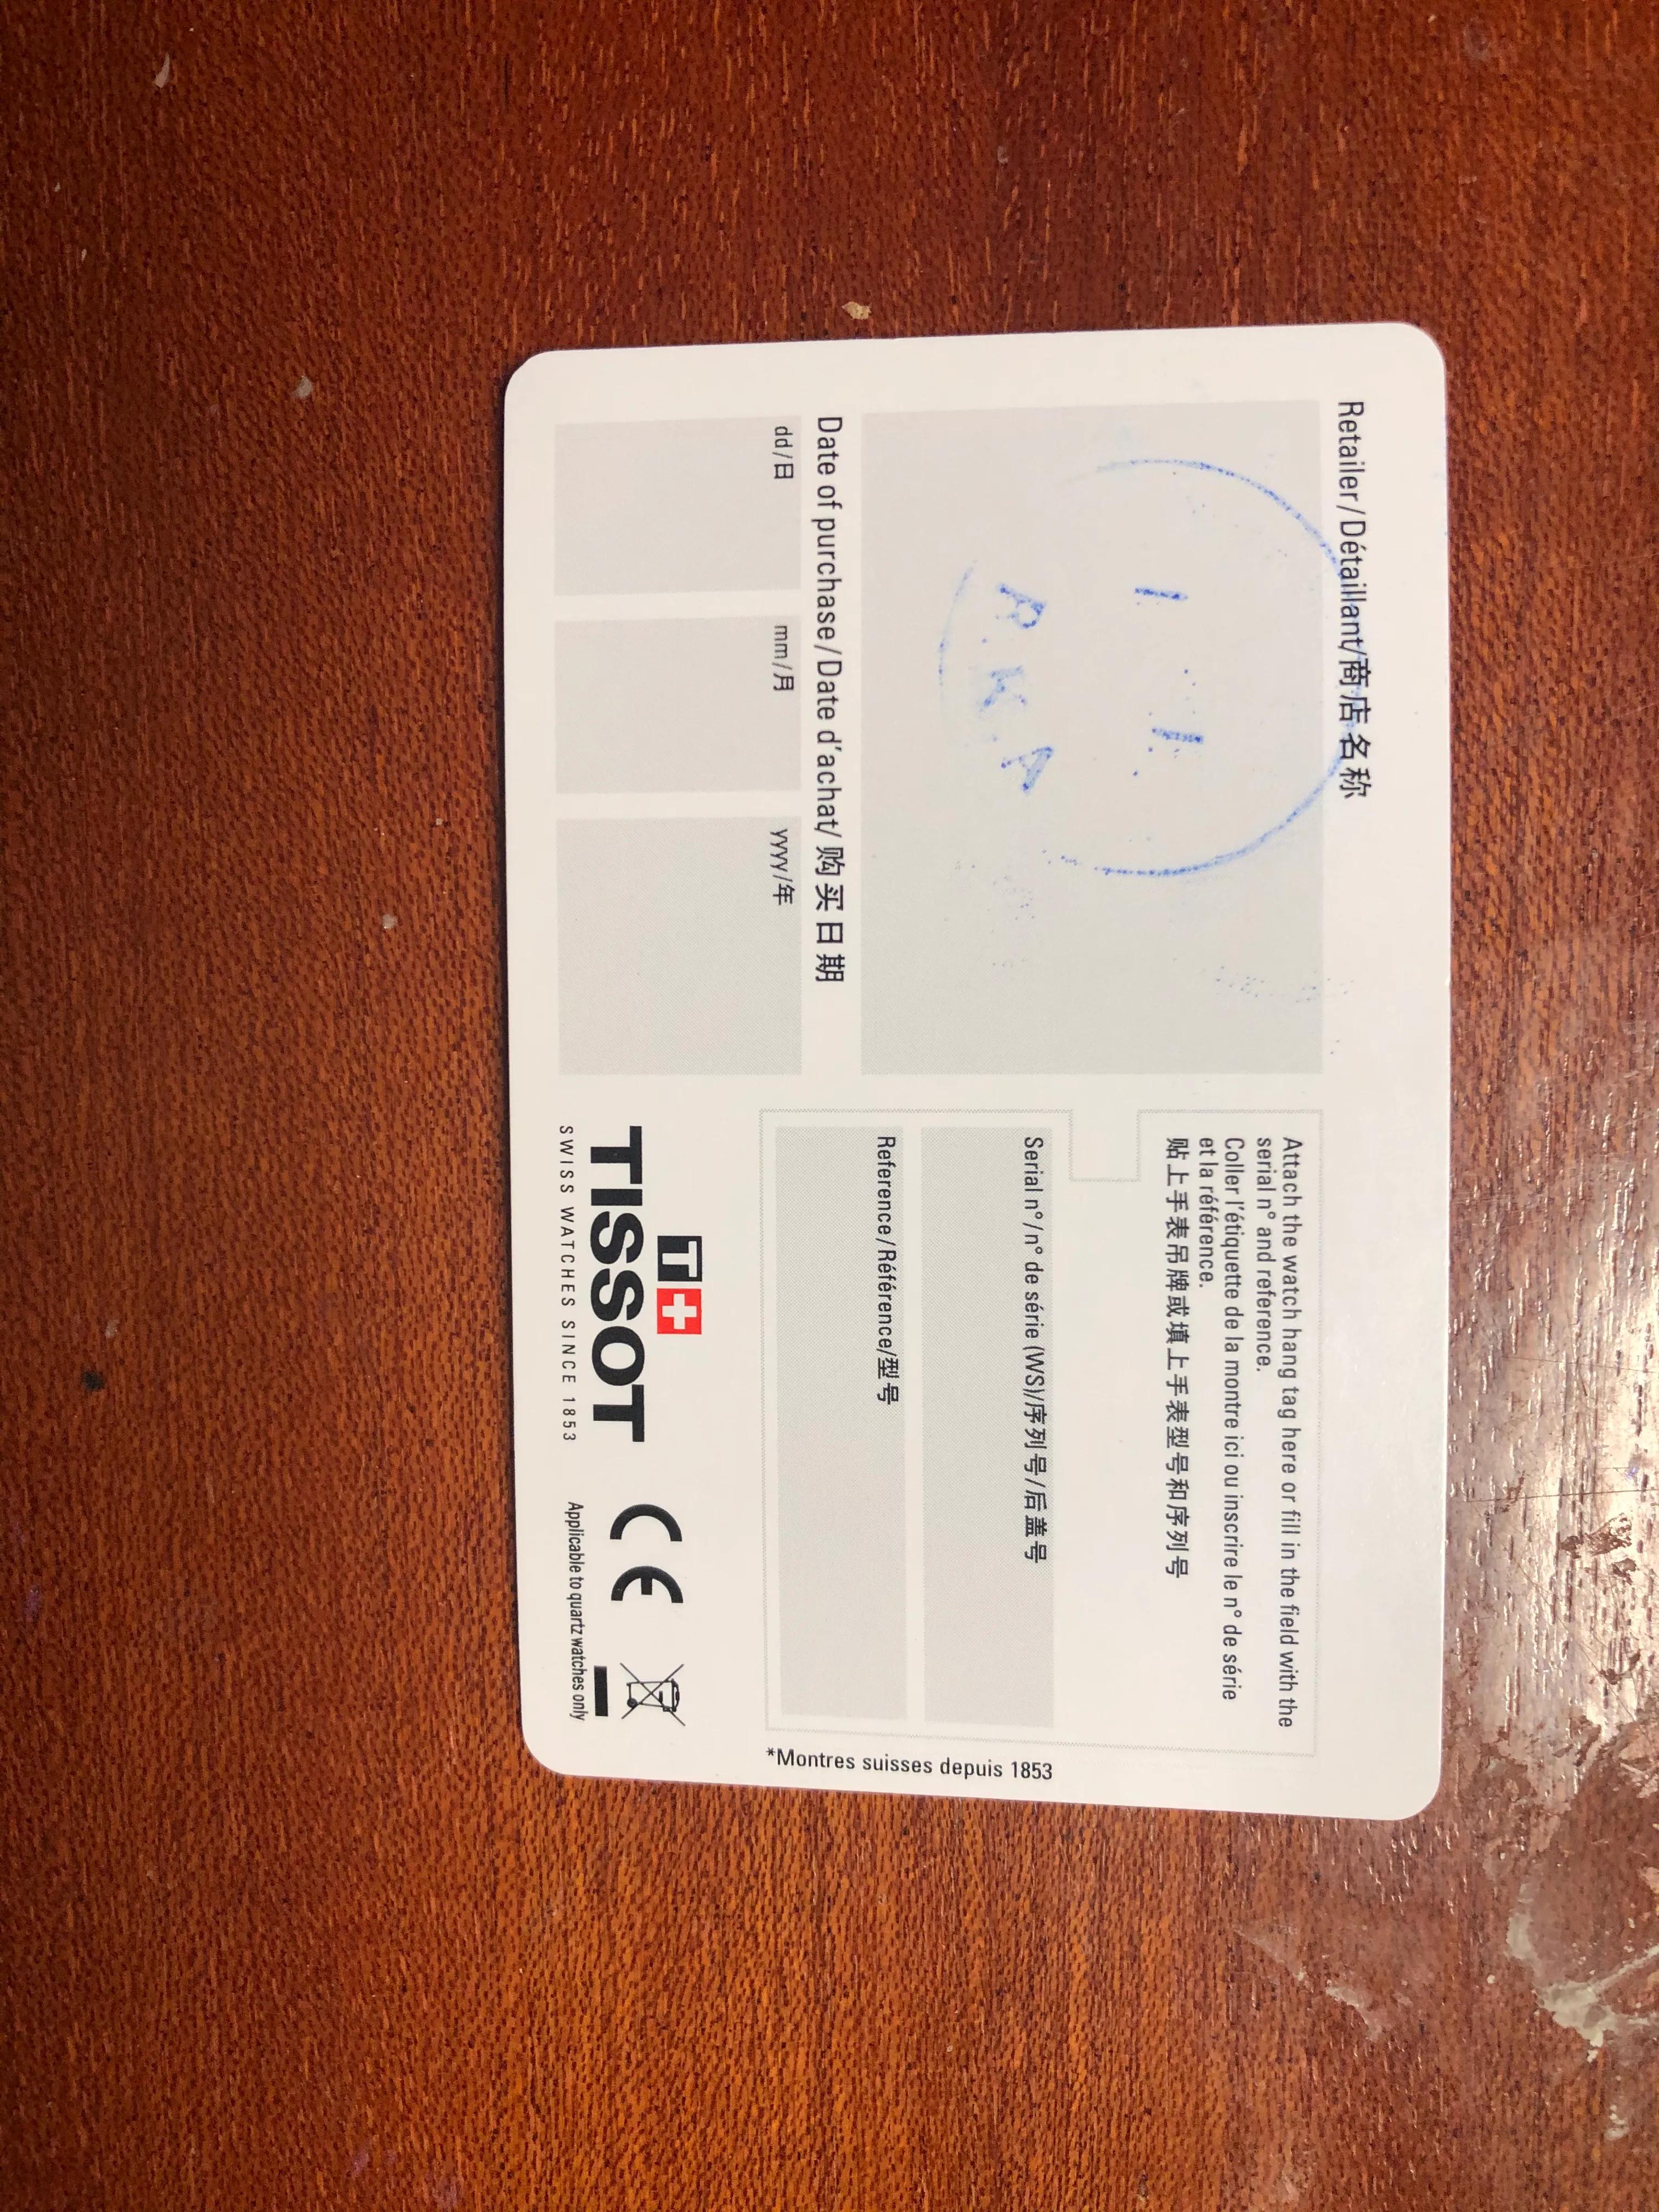 Retailer/Détaillant/商店名称
Date of purchase/Date d'achat/购买日期
dd/日
mm/月
yyyy/年
Attach the watch hang tag here or fill in the field with the
serial n° and reference.
Coller l'étiquette de la montre ici ou inscrire le n° de série
et la référence.
贴上手表吊牌或填上手表型号和序列号
Serial n°/n° de série (WS)/序列号/后盖号
Reference/Référence/型号
T+
TISSOT
SWISS WATCHES SINCE 1853
CE
Applicable to quartz watches only
*Montres suisses depuis 1853